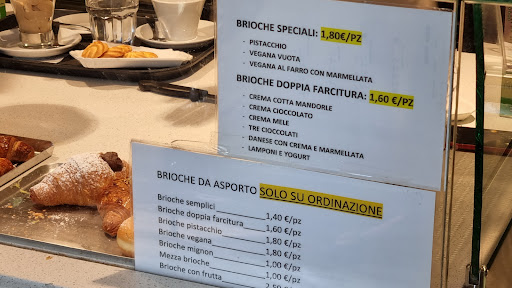 BRIOCHE SPECIALI: 1,80€/PZ
- PISTACCHIO
- VEGANA VUOTA
- VEGANA AL FARRO CON MARMELLATA
BRIOCHE DOPPIA FARCITURA: 1,60 €/PZ
- CREMA COTTA MANDORLE
- CREMA CIOCCOLATO
- CREMA MELE
- TRE CIOCCOLATI
- DANESE CON CREMA E MARMELLATA
- LAMPONI E YOGURT
BRIOCHE DA ASPORTO SOLO SU ORDINAZIONE
Brioche semplici 1,40 €/pz
Brioche doppia farcitura 1,60 €/pz
Brioche pistacchio 1,80 €/pz
Brioche vegana 1,80 €/pz
Brioche mignon 1,00 €/pz
Mezza brioche 1,00 €/pz
Brioche con frutta 2,50 €/pz